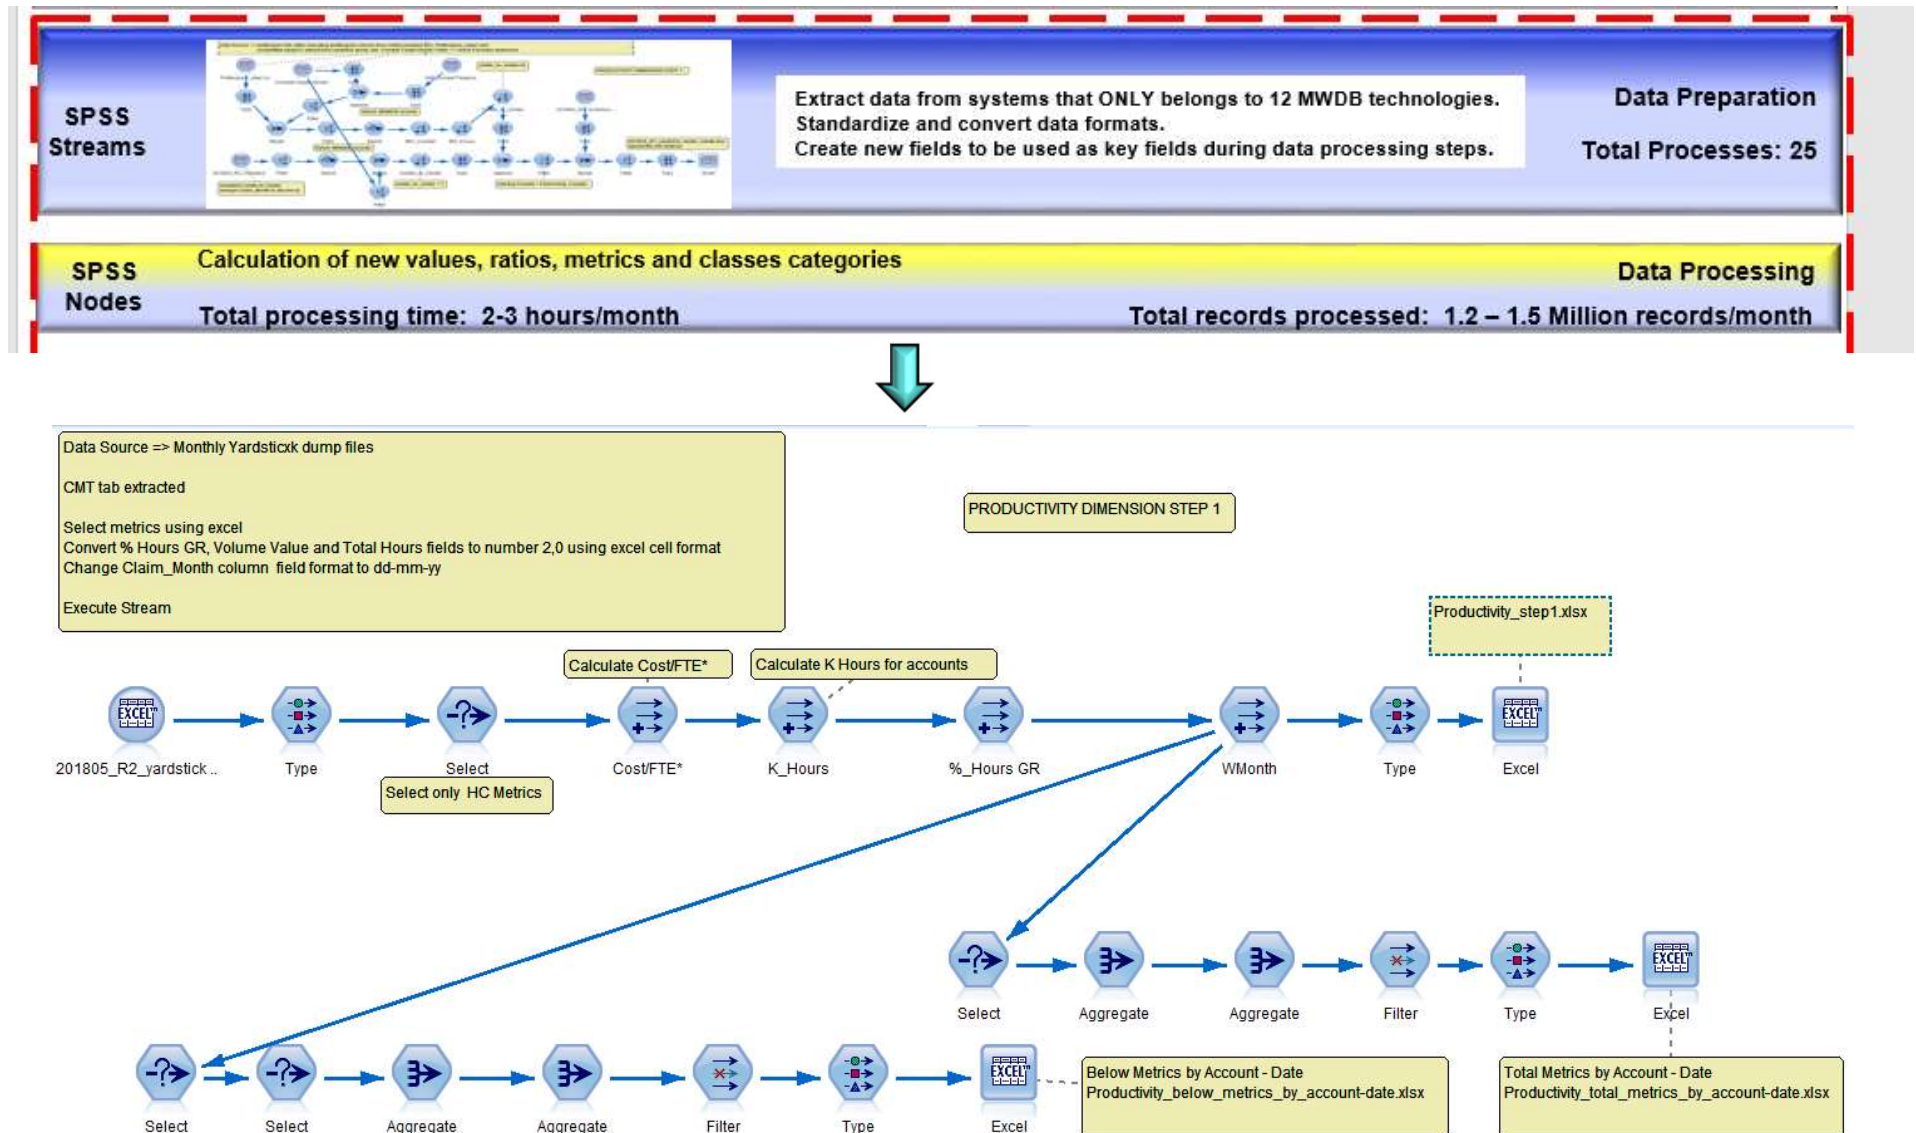 SPSS
Streams
Extract data from systems that ONLY belongs to 12 MWDB technologies.
Standardize and convert data formats.
Create new fields to be used as key fields during data processing steps.
Data Preparation
Total Processes: 25
SPSS
Nodes
Calculation of new values, ratios, metrics and classes categories
Data Processing
Total processing time: 2-3 hours/month
Total records processed: 1.2 – 1.5 Million records/month
Data Source => Monthly Yardsticxk dump files
CMT tab extracted
Select metrics using excel
Convert % Hours GR, Volume Value and Total Hours fields to number 2,0 using excel cell format
Change Claim_Month column field format to dd-mm-yy
Execute Stream
PRODUCTIVITY DIMENSION STEP 1
Productivity_step1.xlsx
Calculate Cost/FTE*
Calculate K Hours for accounts
EXCEL
EXCEL
201805_R2_yardstick ..
Type
Select
Cost/FTE*
K_Hours
%_Hours GR
WMonth
Type
Excel
Select only HC Metrics
EXCEL
Select
Aggregate
Aggregate
Filter
Type
Excel
EXCEL
Below Metrics by Account - Date
Productivity_below_metrics_by_account-date.xlsx
Total Metrics by Account - Date
Productivity_total_metrics_by_account-date.xlsx
Select
Select
Aggregate
Aggregate
Filter
Type
Excel